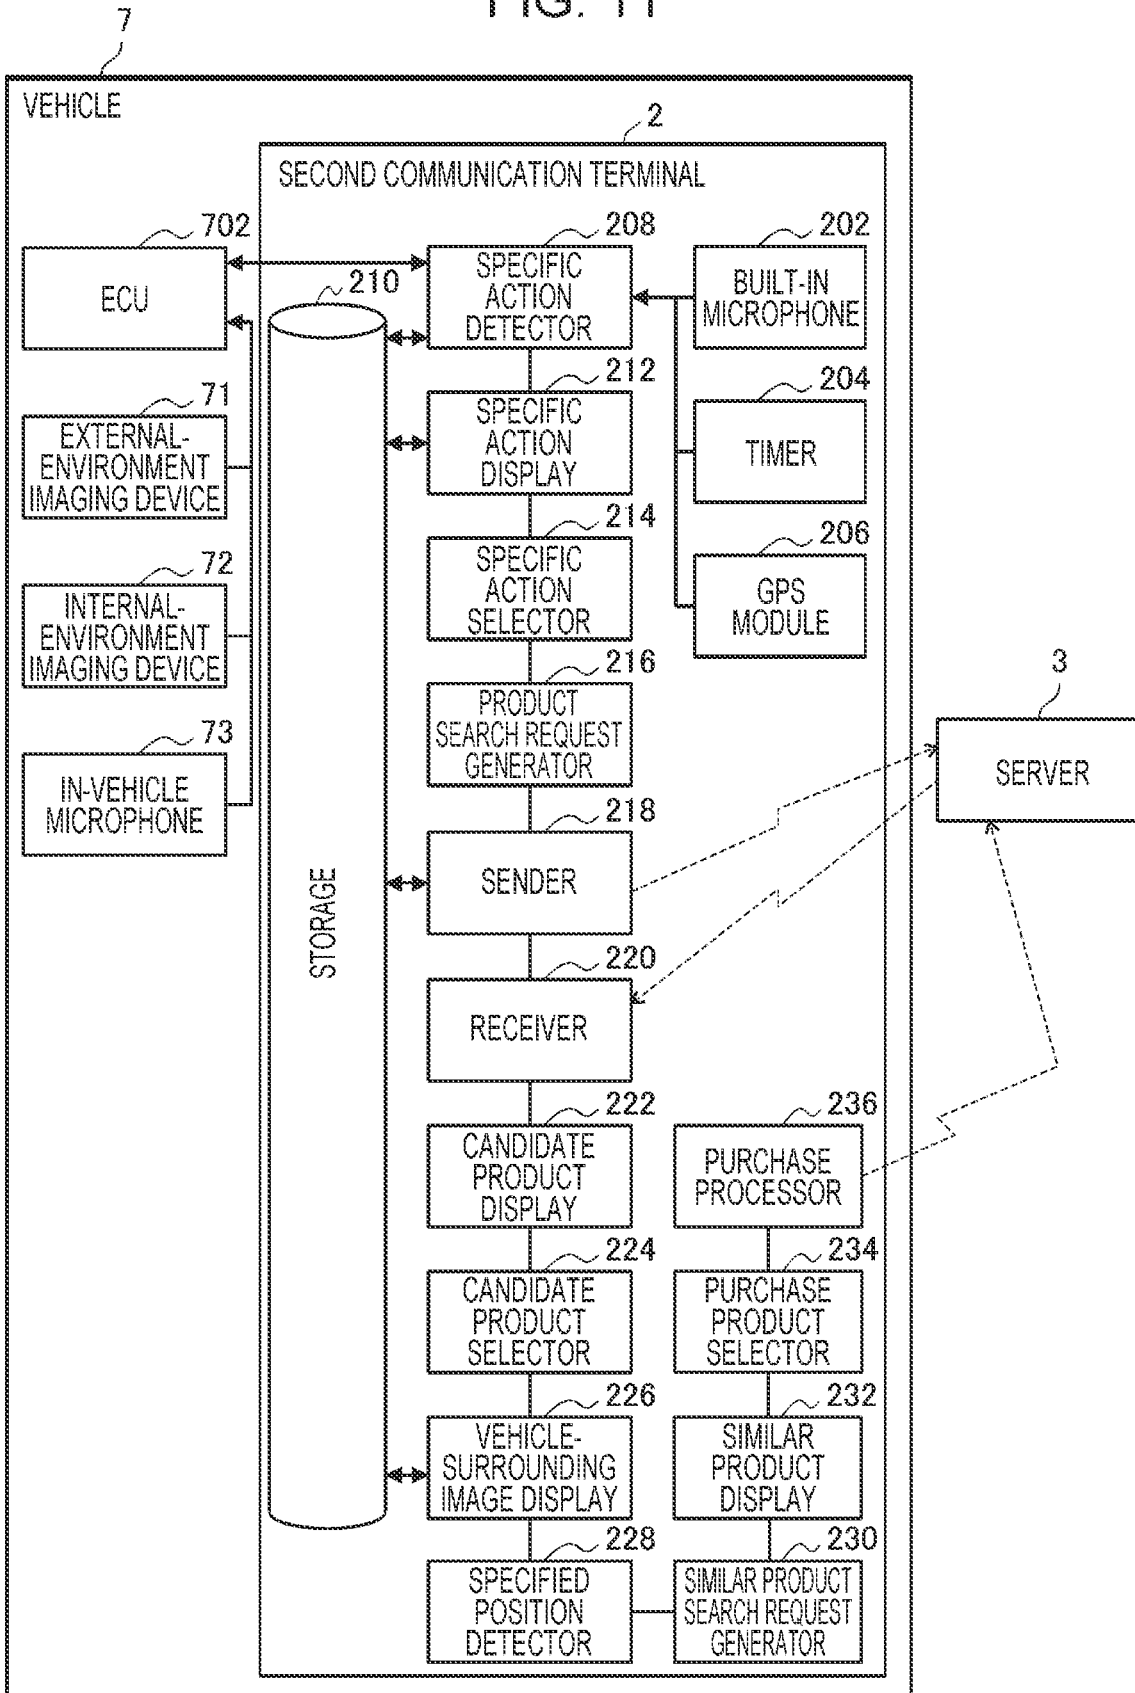 FIG. 11
7
VEHICLE
2
SECOND COMMUNICATION TERMINAL
702
ECU
71
EXTERNAL-
ENVIRONMENT
IMAGING DEVICE
72
INTERNAL-
ENVIRONMENT
IMAGING DEVICE
73
IN-VEHICLE
MICROPHONE
210
STORAGE
208
SPECIFIC
ACTION
DETECTOR
212
SPECIFIC
ACTION
DISPLAY
214
SPECIFIC
ACTION
SELECTOR
216
PRODUCT
SEARCH REQUEST
GENERATOR
218
SENDER
220
RECEIVER
222
CANDIDATE
PRODUCT
DISPLAY
224
CANDIDATE
PRODUCT
SELECTOR
226
VEHICLE-
SURROUNDING
IMAGE DISPLAY
228
SPECIFIED
POSITION
DETECTOR
202
BUILT-IN
MICROPHONE
204
TIMER
206
GPS
MODULE
236
PURCHASE
PROCESSOR
234
PURCHASE
PRODUCT
SELECTOR
232
SIMILAR
PRODUCT
DISPLAY
230
SIMILAR PRODUCT
SEARCH REQUEST
GENERATOR
3
SERVER